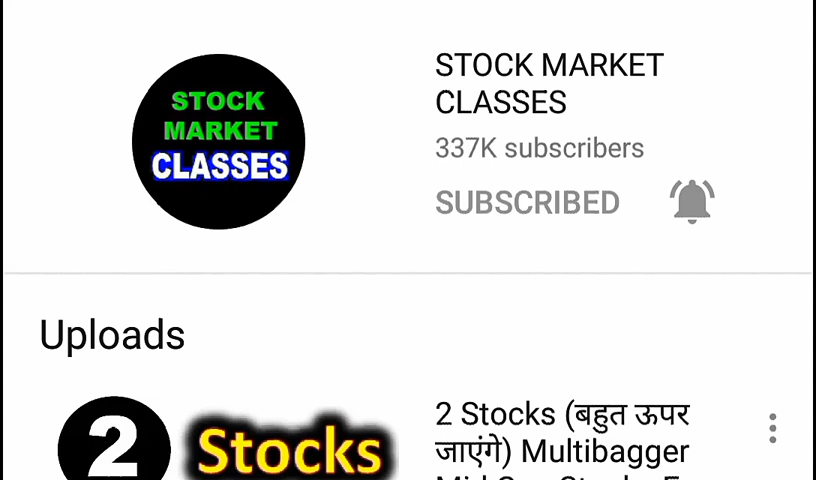 STOCK
MARKET
CLASSES
STOCK MARKET
CLASSES
337K subscribers
SUBSCRIBED
Uploads
2
Stocks
2 Stocks (बहुत ऊपर
जाएंगे) Multibagger